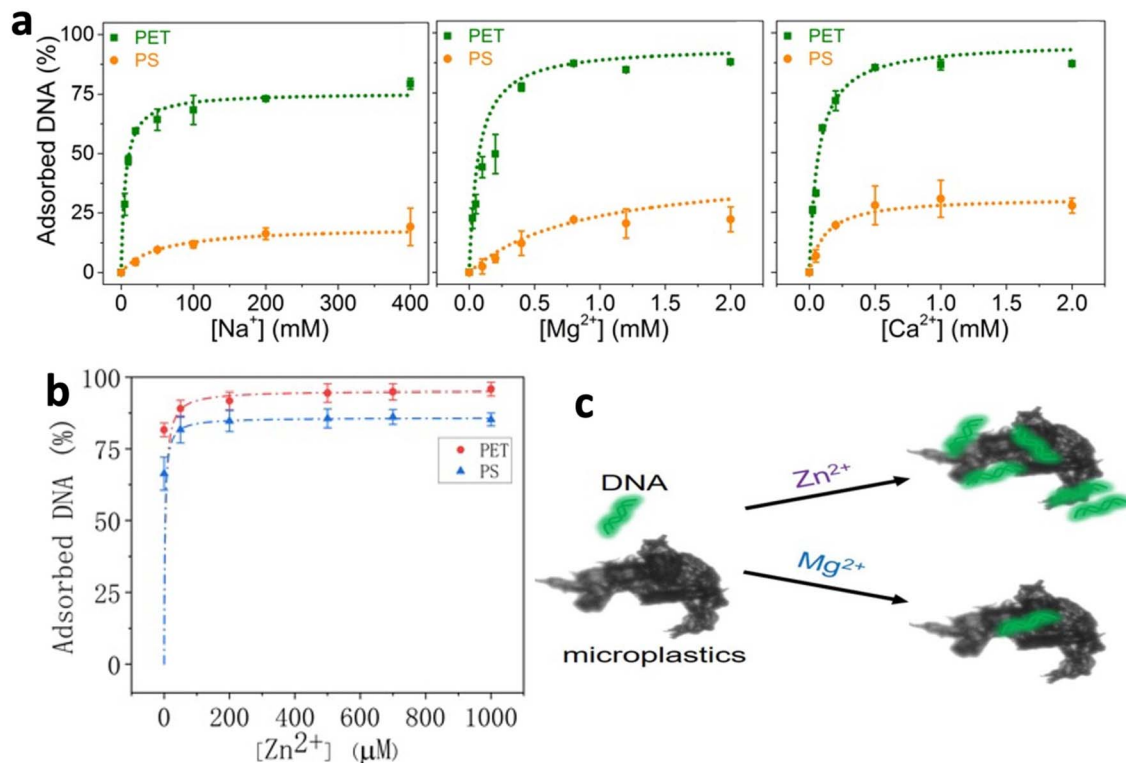 a
Adsorbed DNA (%)
100
75
50
25
0
PET
PS
0 100 200 300 400
[Na⁺] (mM)
PET
PS
0.0 0.5 1.0 1.5 2.0
[Mg²⁺] (mM)
PET
PS
0.0 0.5 1.0 1.5 2.0
[Ca²⁺] (mM)
b
Adsorbed DNA (%)
100
75
50
25
0
PET
PS
0 200 400 600 800 1000
[Zn²⁺] (μM)
c
DNA
microplastics
Zn²⁺
Mg²⁺